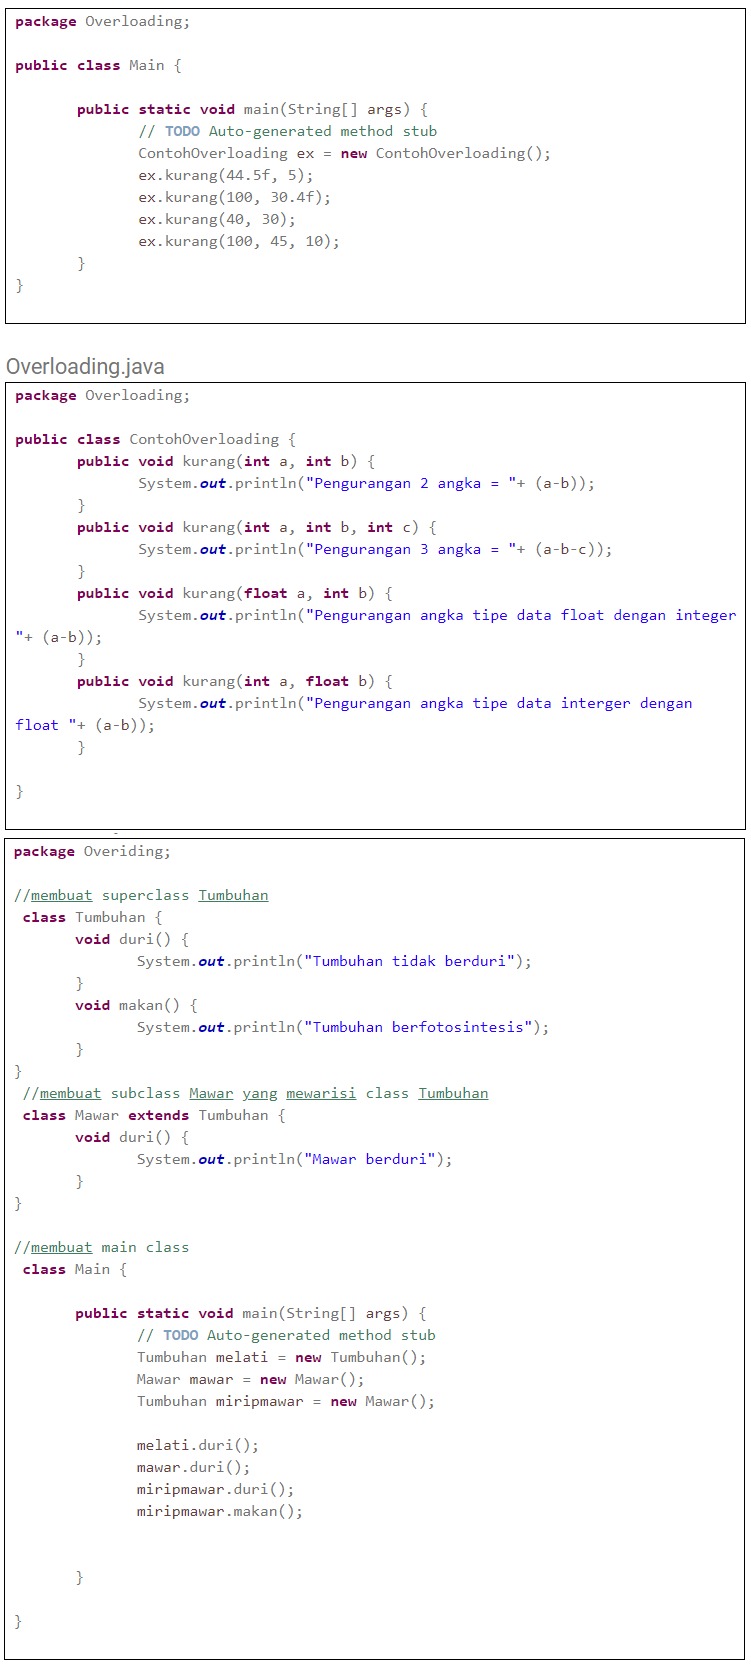 package Overloading;
public class Main {
public static void main(String[] args) {
// TODO Auto-generated method stub
ContohOverloading ex = new ContohOverloading();
ex.kurang(44.5f, 5);
ex.kurang(100, 30.4f);
ex.kurang(40, 30);
ex.kurang(100, 45, 10);
}
}
Overloading.java
package Overloading;
public class ContohOverloading {
public void kurang(int a, int b) {
System.out.println("Pengurangan 2 angka = "+ (a-b));
}
public void kurang(int a, int b, int c) {
System.out.println("Pengurangan 3 angka = "+ (a-b-c));
}
public void kurang(float a, int b) {
System.out.println("Pengurangan angka tipe data float dengan integer
"+ (a-b));
}
public void kurang(int a, float b) {
System.out.println("Pengurangan angka tipe data interger dengan
float "+ (a-b));
}
}
package Overiding;
//membuat superclass Tumbuhan
class Tumbuhan {
void duri() {
System.out.println("Tumbuhan tidak berduri");
}
void makan() {
System.out.println("Tumbuhan berfotosintesis");
}
}
//membuat subclass Mawar yang mewarisi class Tumbuhan
class Mawar extends Tumbuhan {
void duri() {
System.out.println("Mawar berduri");
}
}
//membuat main class
class Main {
public static void main(String[] args) {
// TODO Auto-generated method stub
Tumbuhan melati = new Tumbuhan();
Mawar mawar = new Mawar();
Tumbuhan miripmawar = new Mawar();
melati.duri();
mawar.duri();
miripmawar.duri();
miripmawar.makan();
}
}